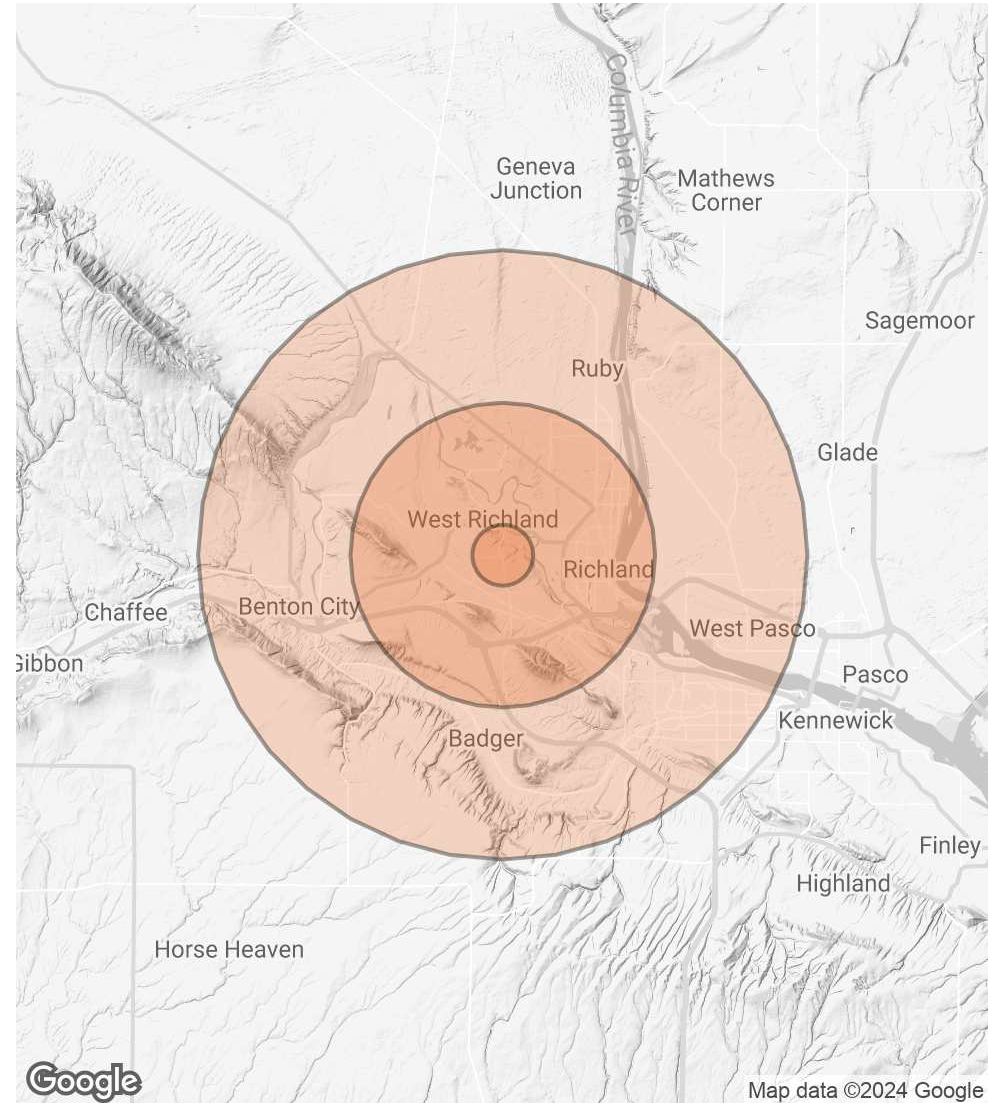 Columbia River
Geneva
Junction
Mathews
Corner
Sagemoor
Ruby
Glade
West Richland
Richland
Benton City
Chaffee
West Pasco
Gibbon
Pasco
Kennewick
Badger
Finley
Highland
Horse Heaven
Google
Map data ©2024 Google